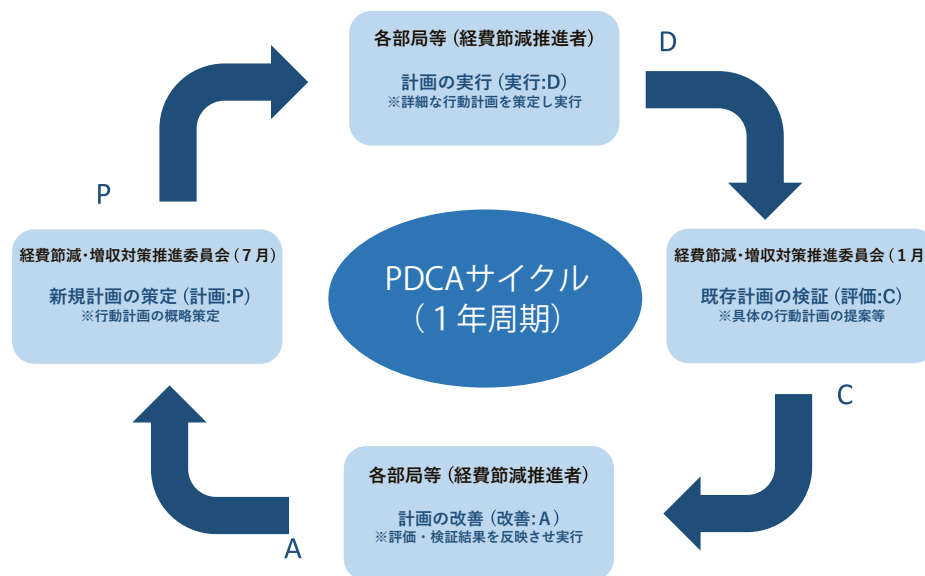 各部局等(経費節減推進者)
計画の実行(実行:D)
※詳細な行動計画を策定し実行
D
P
経費節減・増収対策推進委員会(7月)
新規計画の策定(計画:P)
※行動計画の概略策定
PDCAサイクル
(1年周期)
経費節減・増収対策推進委員会(1月
既存計画の検証(評価:C)
※具体の行動計画の提案等
C
各部局等(経費節減推進者)
計画の改善(改善:A)
※評価・検証結果を反映させ実行
A